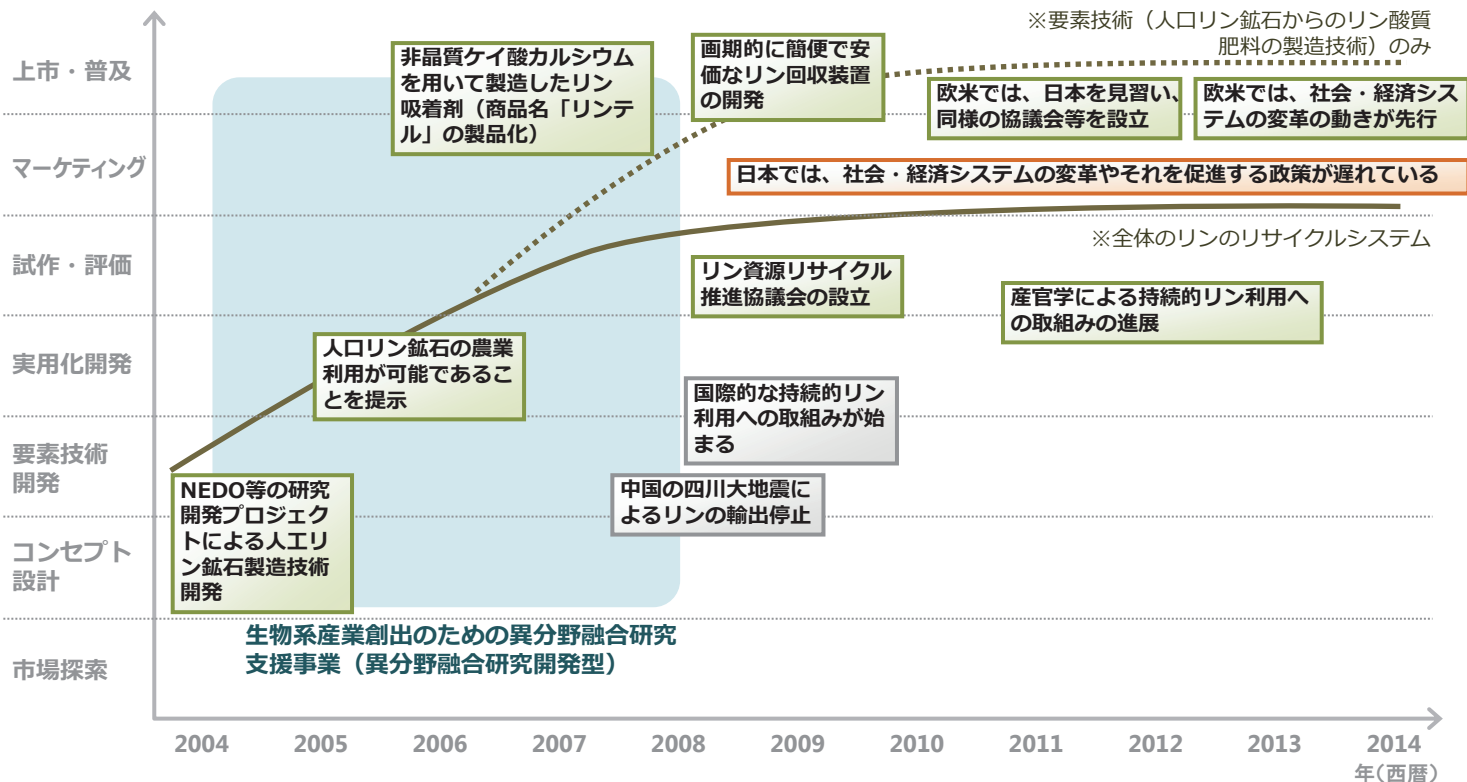 ※要素技術（人口リン鉱石からのリン酸質
肥料の製造技術）のみ
上市・普及
非晶質ケイ酸カルシウム
を用いて製造したリン
吸着剤（商品名「リンテ
ル」の製品化）
画期的に簡便で安
価なリン回収装置
の開発
欧米では、日本を見習い、
同様の協議会等を設立
欧米では、社会・経済シス
テムの変革の動きが先行
マーケティング
日本では、社会・経済システムの変革やそれを促進する政策が遅れている
※全体のリンのリサイクルシステム
試作・評価
リン資源リサイクル
推進協議会の設立
産官学による持続的リン利用へ
の取組みの進展
実用化開発
人口リン鉱石の農業
利用が可能であるこ
とを提示
国際的な持続的リン
利用への取組みが始
まる
要素技術
開発
NEDO等の研究
開発プロジェク
トによる人工リ
ン鉱石製造技術
開発
中国の四川大地震に
よるリンの輸出停止
コンセプト
設計
生物系産業創出のための異分野融合研究
支援事業（異分野融合研究開発型）
市場探索
2004 2005 2006 2007 2008 2009 2010 2011 2012 2013 2014
年（西暦）